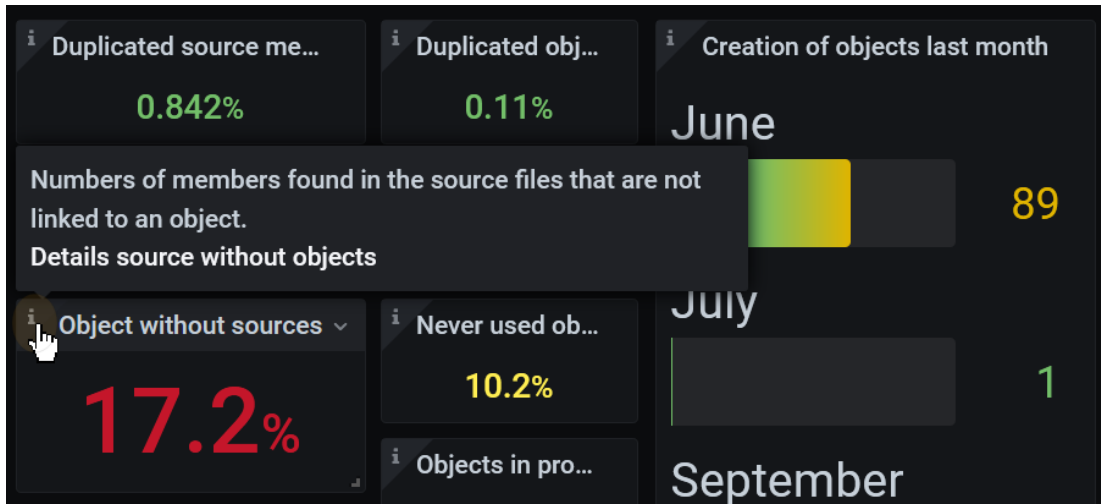 Duplicated source me...
0.842%
Duplicated obj...
0.11%
Creation of objects last month
June
89
Numbers of members found in the source files that are not
linked to an object.
Details source without objects
Object without sources
17.2%
Never used ob...
10.2%
Objects in pro...
July
1
September